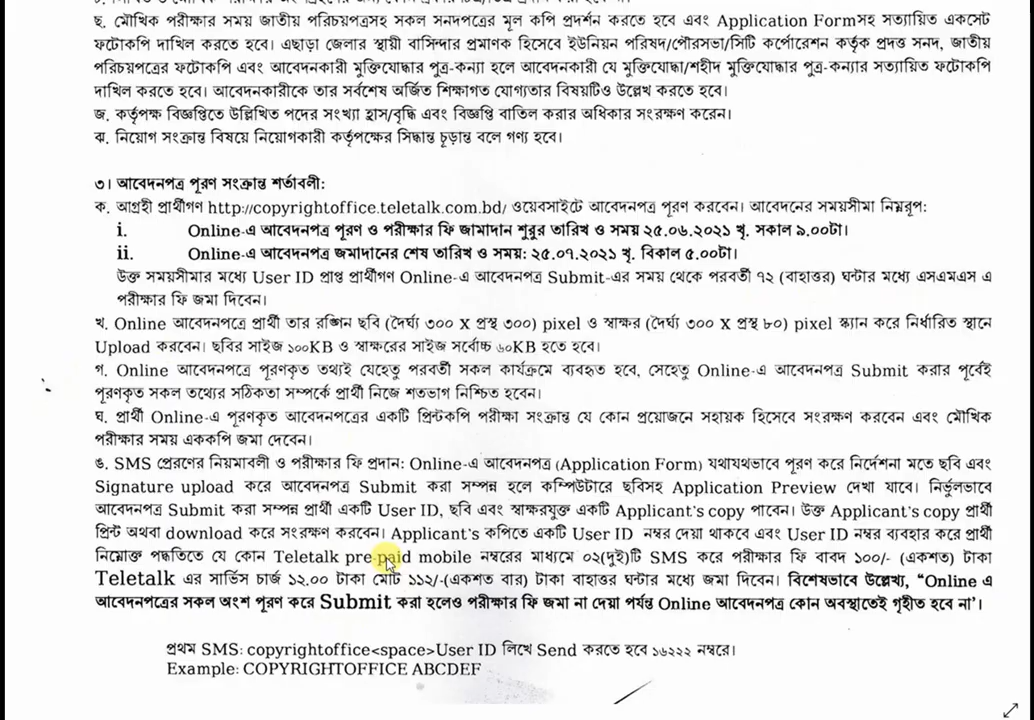 ছ. মৌখিক পরীক্ষার সময় জাতীয় পরিচয়পত্রসহ সকল সনদপত্রের মূল কপি প্রদর্শন করতে হবে এবং Application Formসহ সত্যায়িত একসেট
ফটোকপি দাখিল করতে হবে। এছাড়া জেলার স্থায়ী বাসিন্দার প্রমাণক হিসেবে ইউনিয়ন পরিষদ/পৌরসভা/সিটি কর্পোরেশন কর্তৃক প্রদত্ত সনদ, জাতীয়
পরিচয়পত্রের ফটোকপি এবং আবেদনকারী মুক্তিযোদ্ধার পুত্র-কন্যা হলে আবেদনকারী যে মুক্তিযোদ্ধা/শহীদ মুক্তিযোদ্ধার পুত্র-কন্যার সত্যায়িত ফটোকপি
দাখিল করতে হবে। আবেদনকারীকে তার সর্বশেষ অর্জিত শিক্ষাগত যোগ্যতার বিষয়টিও উল্লেখ করতে হবে।
জ. কর্তৃপক্ষ বিজ্ঞপ্তিতে উল্লিখিত পদের সংখ্যা হ্রাস/বৃদ্ধি এবং বিজ্ঞপ্তি বাতিল করার অধিকার সংরক্ষণ করেন।
ঝ. নিয়োগ সংক্রান্ত বিষয়ে নিয়োগকারী কর্তৃপক্ষের সিদ্ধান্ত চূড়ান্ত বলে গণ্য হবে।
৩। আবেদনপত্র পূরণ সংক্রান্ত শর্তাবলী:
ক. আগ্রহী প্রার্থীগণ http://copyrightoffice.teletalk.com.bd/ ওয়েবসাইটে আবেদনপত্র পূরণ করবেন। আবেদনের সময়সীমা নিম্নরূপ:
i. Online-এ আবেদনপত্র পূরণ ও পরীক্ষার ফি জামাদান শুরুর তারিখ ও সময় ২৫.০৬.২০২১ খৃ. সকাল ৯.০০টা।
ii. Online-এ আবেদনপত্র জমাদানের শেষ তারিখ ও সময়: ২৫.০৭.২০২১ খৃ. বিকাল ৫.০০টা।
উক্ত সময়সীমার মধ্যে User ID প্রাপ্ত প্রার্থীগণ Online-এ আবেদনপত্র Submit-এর সময় থেকে পরবর্তী ৭২ (বাহাত্তর) ঘন্টার মধ্যে এসএমএস এ
পরীক্ষার ফি জমা দিবেন।
খ. Online আবেদনপত্রে প্রার্থী তার রঙ্গিন ছবি (দৈর্ঘ্য ৩০০ X প্রস্থ ৩০০) pixel ও স্বাক্ষর (দৈর্ঘ্য ৩০০ X প্রস্থ ৮০) pixel স্ক্যান করে নির্ধারিত স্থানে
Upload করবেন। ছবির সাইজ ১০০KB ও স্বাক্ষরের সাইজ সর্বোচ্চ ৬০KB হতে হবে।
গ. Online আবেদনপত্রে পূরণকৃত তথ্যই যেহেতু পরবর্তী সকল কার্যক্রমে ব্যবহৃত হবে, সেহেতু Online-এ আবেদনপত্র Submit করার পূর্বেই
পূরণকৃত সকল তথ্যের সঠিকতা সম্পর্কে প্রার্থী নিজে শতভাগ নিশ্চিত হবেন।
ঘ. প্রার্থী Online-এ পূরণকৃত আবেদনপত্রের একটি প্রিন্টকপি পরীক্ষা সংক্রান্ত যে কোন প্রয়োজনে সহায়ক হিসেবে সংরক্ষণ করবেন এবং মৌখিক
পরীক্ষার সময় এককপি জমা দেবেন।
ঙ. SMS প্রেরণের নিয়মাবলী ও পরীক্ষার ফি প্রদান: Online-এ আবেদনপত্র (Application Form) যথাযথভাবে পূরণ করে নির্দেশনা মতে ছবি এবং
Signature upload করে আবেদনপত্র Submit করা সম্পন্ন হলে কম্পিউটারে ছবিসহ Application Preview দেখা যাবে। নির্ভুলভাবে
আবেদনপত্র Submit করা সম্পন্ন প্রার্থী একটি User ID, ছবি এবং স্বাক্ষরযুক্ত একটি Applicant's copy পাবেন। উক্ত Applicant's copy প্রার্থী
প্রিন্ট অথবা download করে সংরক্ষণ করবেন। Applicant's কপিতে একটি User ID নম্বর দেয়া থাকবে এবং User ID নম্বর ব্যবহার করে প্রার্থী
নিম্নোক্ত পদ্ধতিতে যে কোন Teletalk pre-paid mobile নম্বরের মাধ্যমে ০২(দুই)টি SMS করে পরীক্ষার ফি বাবদ ১০০/- (একশত) টাকা
Teletalk এর সার্ভিস চার্জ ১২.০০ টাকা মোট ১১২/-(একশত বার) টাকা বাহাত্তর ঘন্টার মধ্যে জমা দিবেন। বিশেষভাবে উল্লেখ্য, “Online এ
আবেদনপত্রের সকল অংশ পূরণ করে Submit করা হলেও পরীক্ষার ফি জমা না দেয়া পর্যন্ত Online আবেদনপত্র কোন অবস্থাতেই গৃহীত হবে না’।
প্রথম SMS: copyrightoffice<space>User ID লিখে Send করতে হবে ১৬২২২ নম্বরে।
Example: COPYRIGHTOFFICE ABCDEF